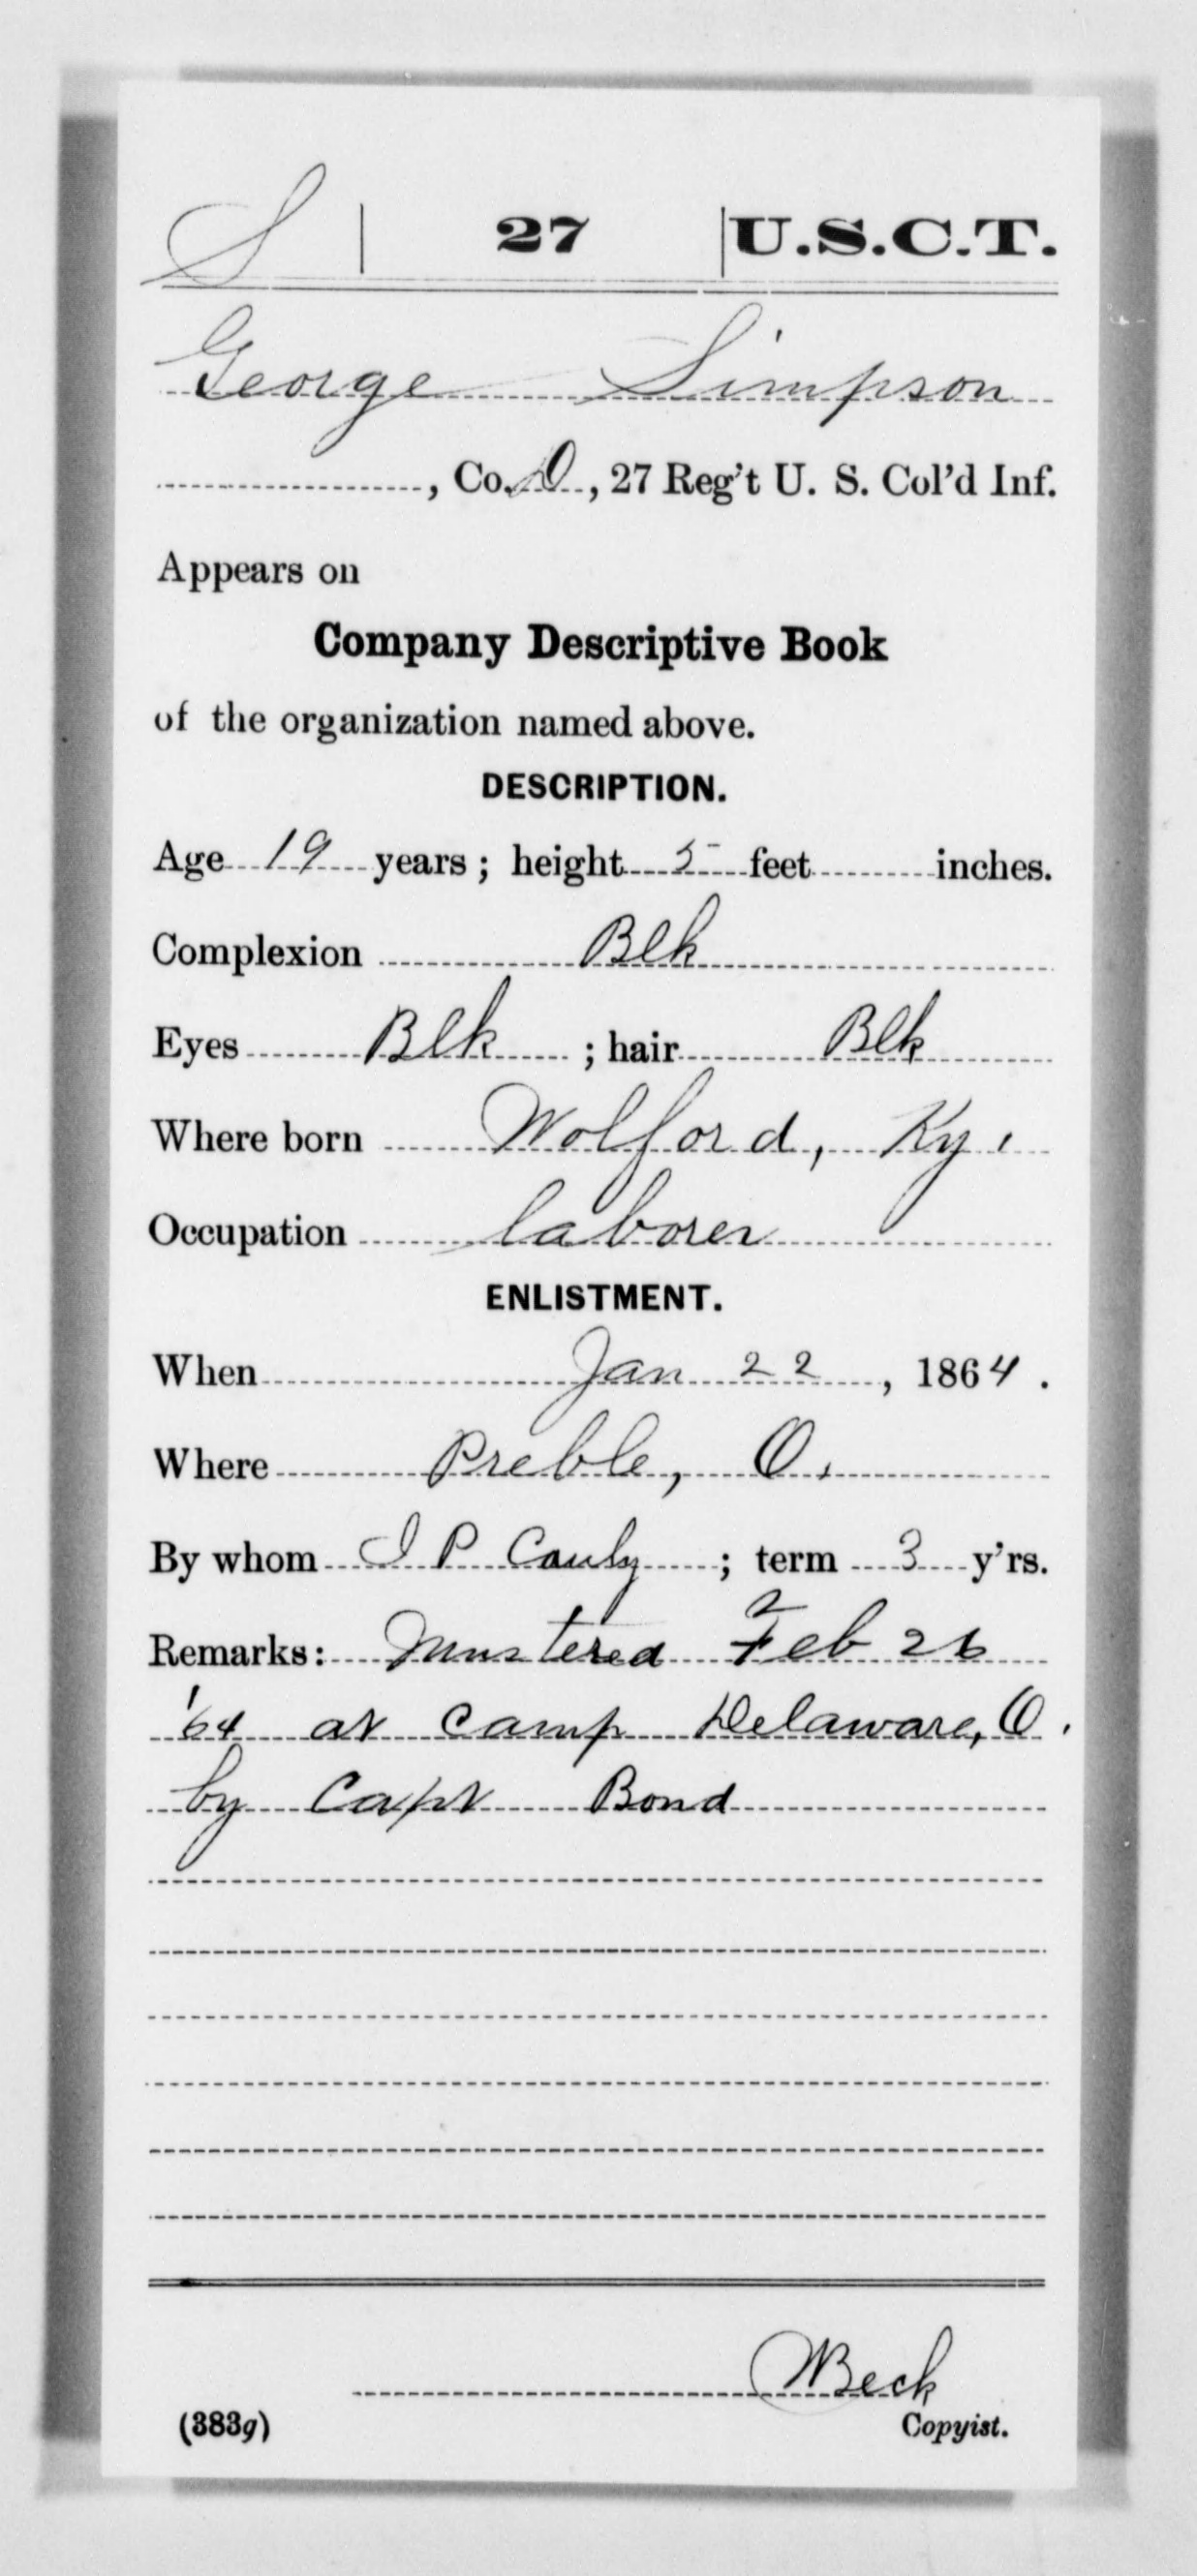 S | 27 | U.S.C.T.
George Simpson
, Co. D, 27 Reg't U. S. Col'd Inf.
Appears on
Company Descriptive Book
of the organization named above.
DESCRIPTION.
Age 19 years; height 5 feet inches.
Complexion Blk
Eyes Blk ; hair Blk
Where born Wolford, Ky.
Occupation laborer
ENLISTMENT.
When Jan 22, 1864.
Where Preble, O.
By whom J P Cauly; term 3 y'rs.
Remarks: Mustered Feb 26
'64 at Camp Delaware, O.
by Capt Bond
Beck
(383g) Copyist.